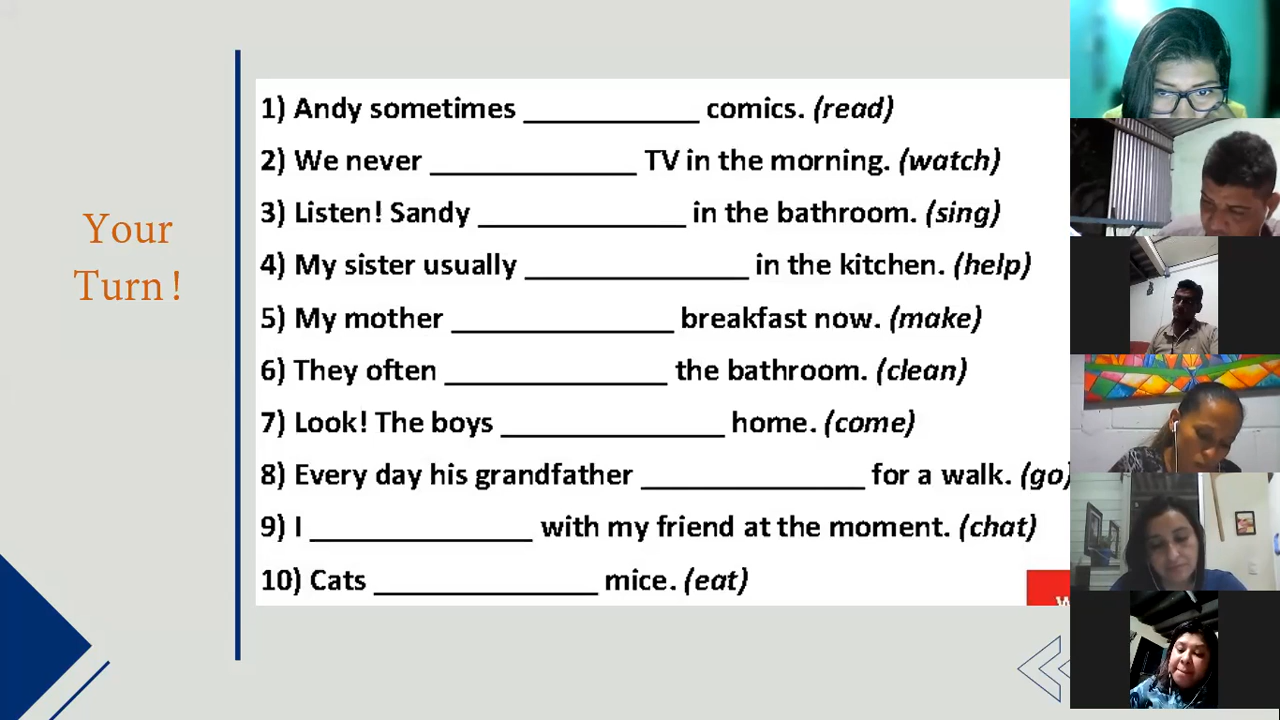 Your
Turn!
1) Andy sometimes ____________ comics. (read)
2) We never ______________ TV in the morning. (watch)
3) Listen! Sandy ______________ in the bathroom. (sing)
4) My sister usually _______________ in the kitchen. (help)
5) My mother _______________ breakfast now. (make)
6) They often _______________ the bathroom. (clean)
7) Look! The boys _______________ home. (come)
8) Every day his grandfather _______________ for a walk. (go)
9) I _______________ with my friend at the moment. (chat)
10) Cats _______________ mice. (eat)